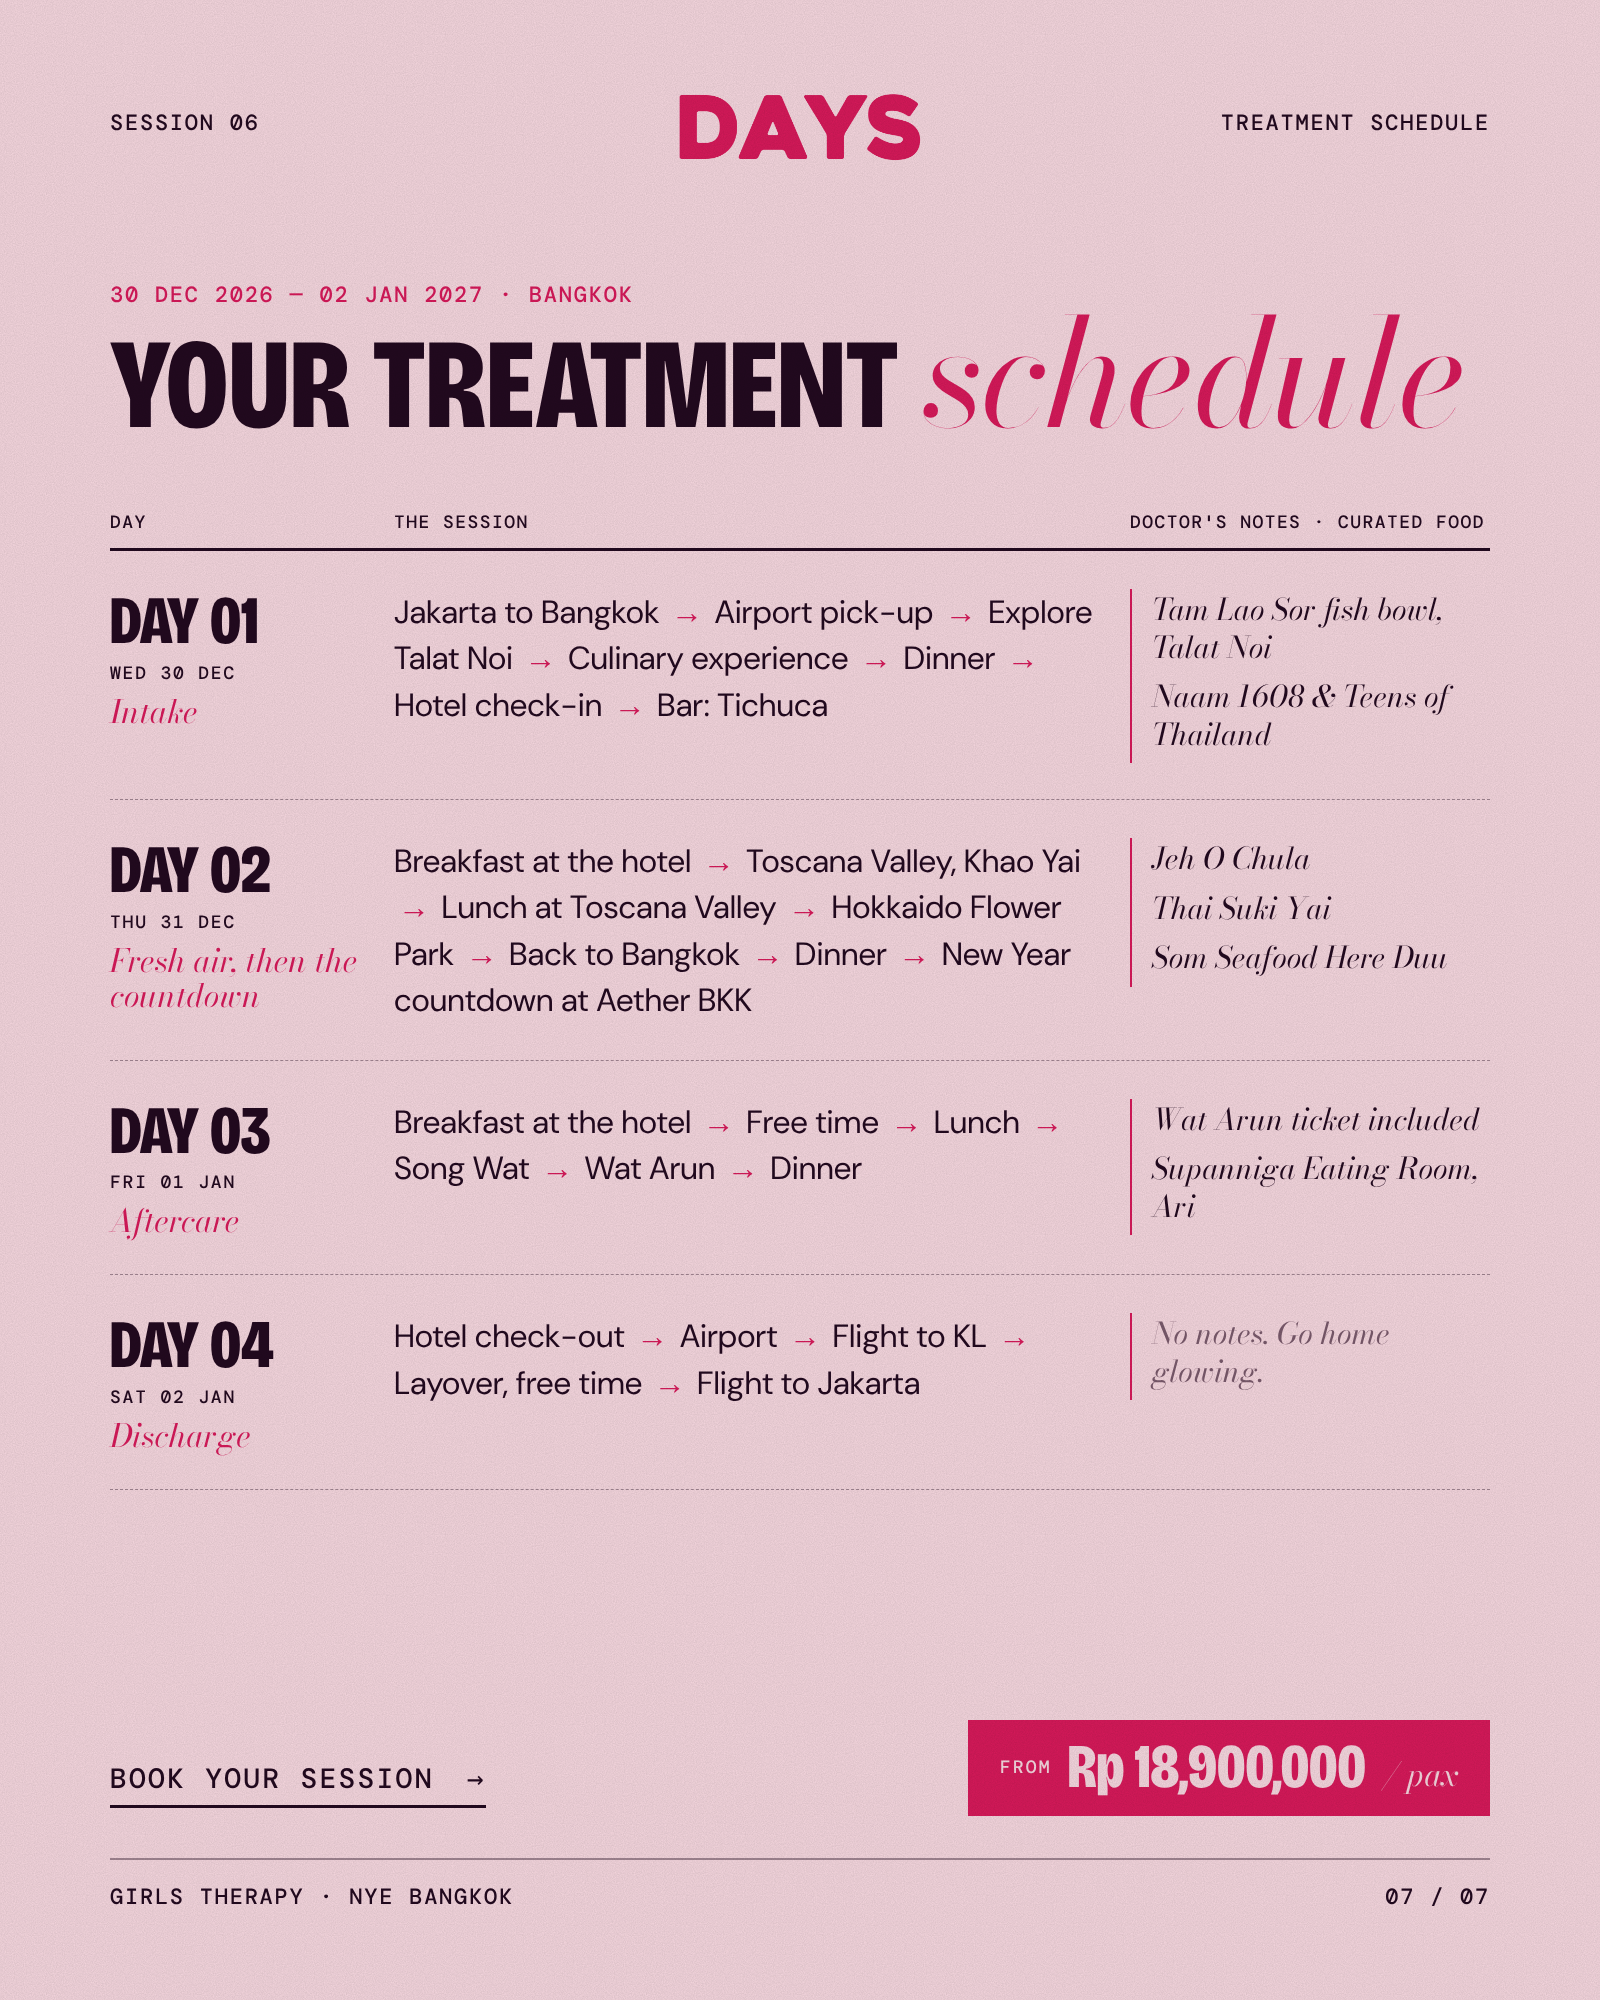 SESSION 06
DAYS
TREATMENT SCHEDULE
30 DEC 2026 — 02 JAN 2027 · BANGKOK
YOUR TREATMENT schedule
DAY
THE SESSION
DOCTOR'S NOTES · CURATED FOOD
DAY 01
WED 30 DEC
Intake
Jakarta to Bangkok → Airport pick-up → Explore
Talat Noi → Culinary experience → Dinner →
Hotel check-in → Bar: Tichuca
Tam Lao Sor fish bowl,
Talat Noi
Naam 1608 & Teens of
Thailand
DAY 02
THU 31 DEC
Fresh air, then the
countdown
Breakfast at the hotel → Toscana Valley, Khao Yai
→ Lunch at Toscana Valley → Hokkaido Flower
Park → Back to Bangkok → Dinner → New Year
countdown at Aether BKK
Jeh O Chula
Thai Suki Yai
Som Seafood Here Duu
DAY 03
FRI 01 JAN
Aftercare
Breakfast at the hotel → Free time → Lunch →
Song Wat → Wat Arun → Dinner
Wat Arun ticket included
Supanniga Eating Room,
Ari
DAY 04
SAT 02 JAN
Discharge
Hotel check-out → Airport → Flight to KL →
Layover, free time → Flight to Jakarta
No notes. Go home
glowing.
BOOK YOUR SESSION →
FROM Rp 18,900,000 / pax
GIRLS THERAPY · NYE BANGKOK
07 / 07